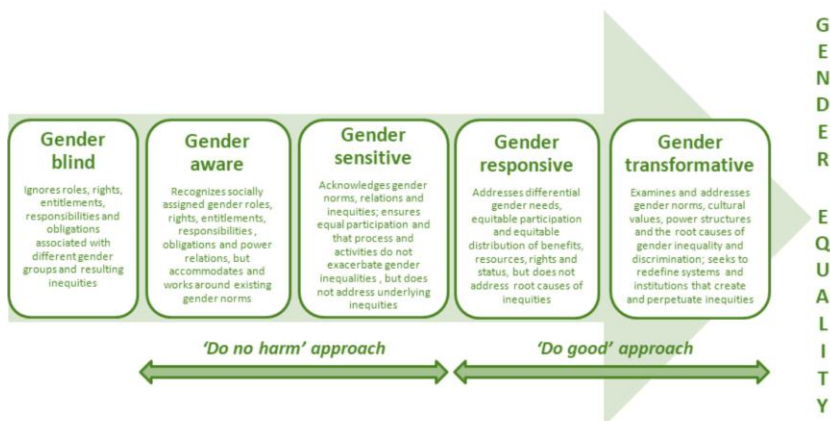 Gender
blind
Ignores roles, rights,
entitlements,
responsibilities and
obligations
associated with
different gender
groups and resulting
inequities
Gender
aware
Recognizes socially
assigned gender roles,
rights, entitlements,
responsibilities ,
obligations and power
relations, but
accommodates and
works around existing
gender norms
Gender
sensitive
Acknowledges gender
norms, relations and
inequities; ensures
equal participation and
that process and
activities do not
exacerbate gender
inequalities , but does
not address underlying
inequities
Gender
responsive
Addresses differential
gender needs,
equitable participation
and equitable
distribution of benefits,
resources, rights and
status, but does not
address root causes of
inequities
Gender
transformative
Examines and addresses
gender norms, cultural
values, power structures
and the root causes of
gender inequality and
discrimination; seeks to
redefine systems and
institutions that create
and perpetuate inequities
'Do no harm' approach
'Do good' approach
GENDER EQUALITY